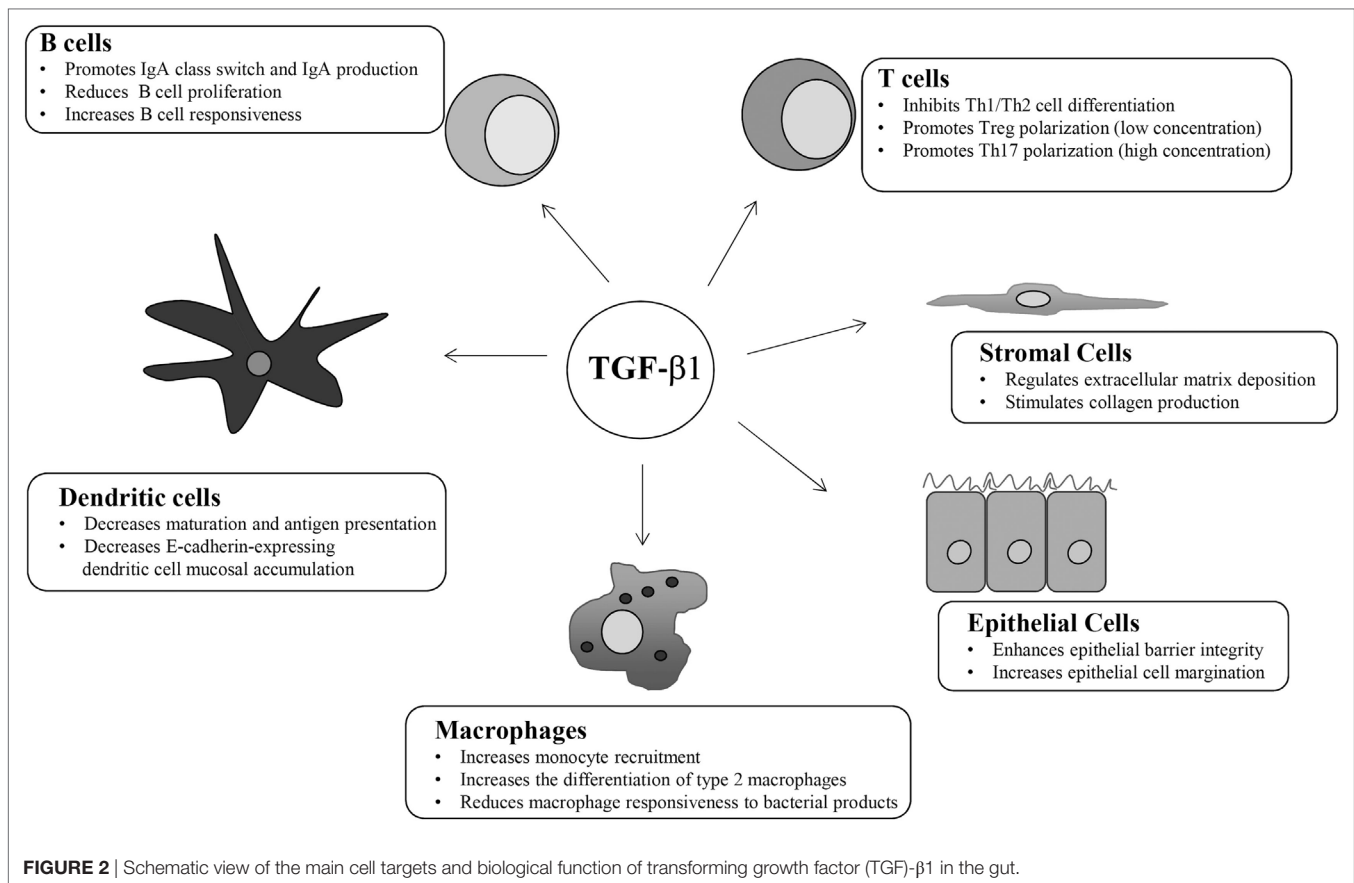 B cells
• Promotes IgA class switch and IgA production
• Reduces B cell proliferation
• Increases B cell responsiveness
T cells
• Inhibits Th1/Th2 cell differentiation
• Promotes Treg polarization (low concentration)
• Promotes Th17 polarization (high concentration)
TGF-β1
Stromal Cells
• Regulates extracellular matrix deposition
• Stimulates collagen production
Dendritic cells
• Decreases maturation and antigen presentation
• Decreases E-cadherin-expressing
dendritic cell mucosal accumulation
Epithelial Cells
• Enhances epithelial barrier integrity
• Increases epithelial cell margination
Macrophages
• Increases monocyte recruitment
• Increases the differentiation of type 2 macrophages
• Reduces macrophage responsiveness to bacterial products
FIGURE 2 | Schematic view of the main cell targets and biological function of transforming growth factor (TGF)-β1 in the gut.